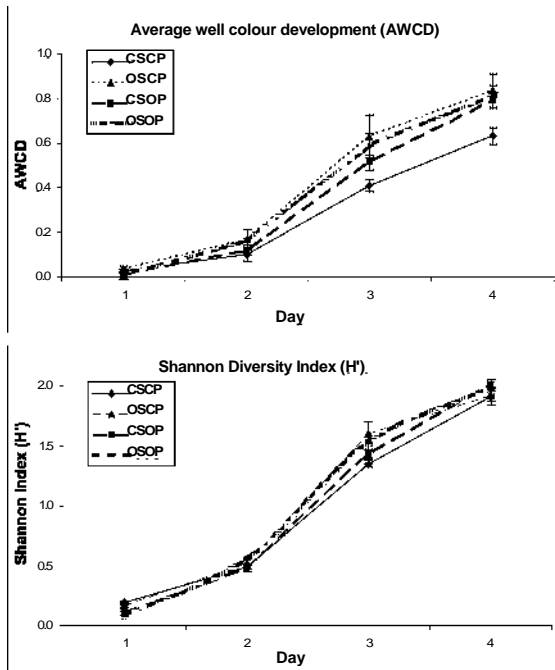 Average well colour development (AWCD)
1.0
0.8
0.6
0.4
0.2
0.0
AWCD
CSCP
OSCP
CSOP
OSOP
1 2 3 4
Day
Shannon Diversity Index (H')
2.0
1.5
1.0
0.5
0.0
Shannon Index (H')
CSCP
OSCP
CSOP
OSOP
1 2 3 4
Day